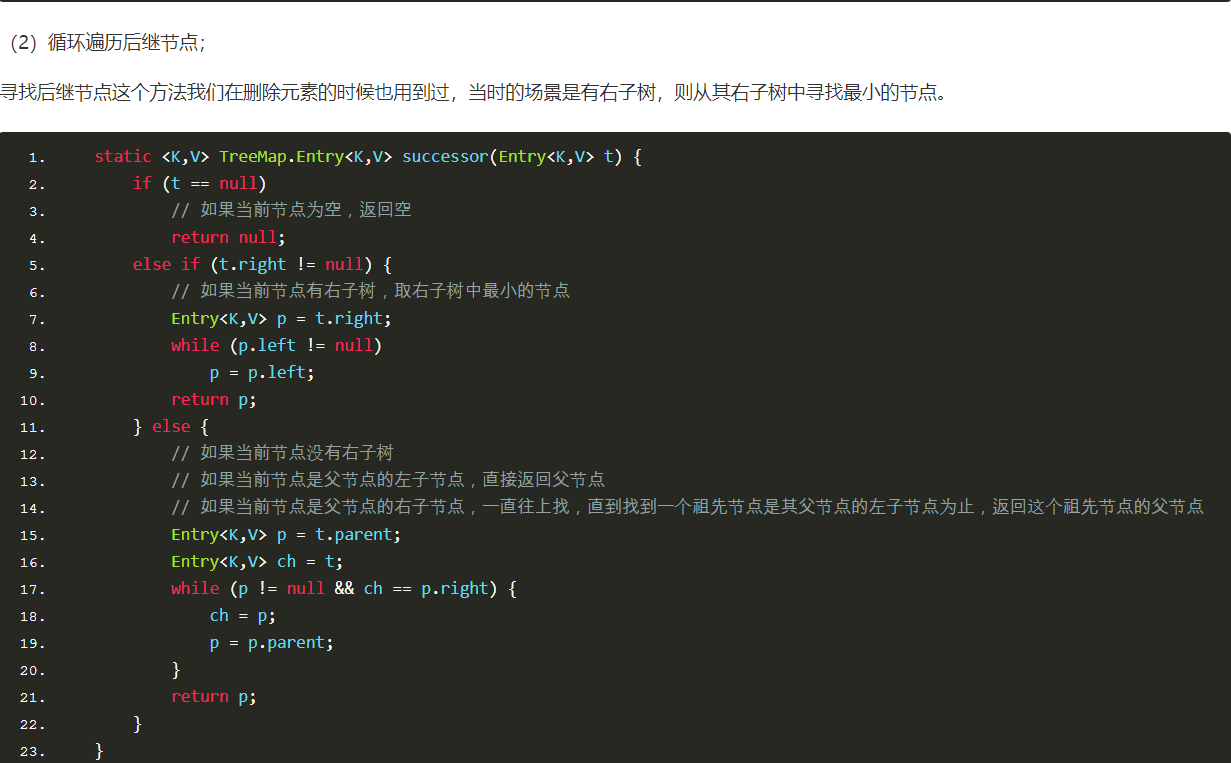 （2）循环遍历后继节点；
寻找后继节点这个方法我们在删除元素的时候也用到过，当时的场景是有右子树，则从其右子树中寻找最小的节点。
1. static <K,V> TreeMap.Entry<K,V> successor(Entry<K,V> t) {
2. if (t == null)
3. // 如果当前节点为空，返回空
4. return null;
5. else if (t.right != null) {
6. // 如果当前节点有右子树，取右子树中最小的节点
7. Entry<K,V> p = t.right;
8. while (p.left != null)
9. p = p.left;
10. return p;
11. } else {
12. // 如果当前节点没有右子树
13. // 如果当前节点是父节点的左子节点，直接返回父节点
14. // 如果当前节点是父节点的右子节点，一直往上找，直到找到一个祖先节点是其父节点的左子节点为止，返回这个祖先节点的父节点
15. Entry<K,V> p = t.parent;
16. Entry<K,V> ch = t;
17. while (p != null && ch == p.right) {
18. ch = p;
19. p = p.parent;
20. }
21. return p;
22. }
23. }